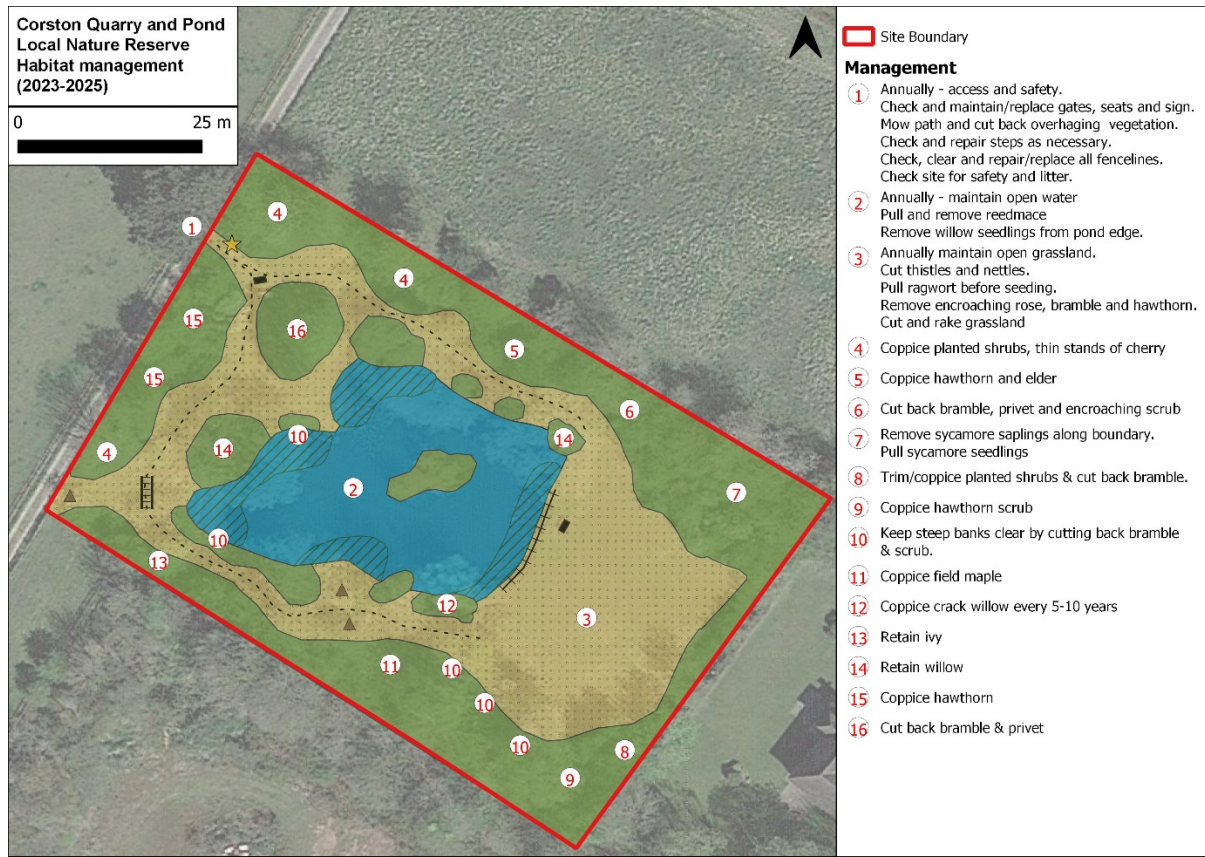 Corston Quarry and Pond
Local Nature Reserve
Habitat management
(2023-2025)
0 25 m
Site Boundary
Management
1 Annually - access and safety.
Check and maintain/replace gates, seats and sign.
Mow path and cut back overhaging vegetation.
Check and repair steps as necessary.
Check, clear and repair/replace all fencelines.
Check site for safety and litter.
2 Annually - maintain open water
Pull and remove reedmace
Remove willow seedlings from pond edge.
3 Annually maintain open grassland.
Cut thistles and nettles.
Pull ragwort before seeding.
Remove encroaching rose, bramble and hawthorn.
Cut and rake grassland
4 Coppice planted shrubs, thin stands of cherry
5 Coppice hawthorn and elder
6 Cut back bramble, privet and encroaching scrub
7 Remove sycamore saplings along boundary.
Pull sycamore seedlings
8 Trim/coppice planted shrubs & cut back bramble.
9 Coppice hawthorn scrub
10 Keep steep banks clear by cutting back bramble
& scrub.
11 Coppice field maple
12 Coppice crack willow every 5-10 years
13 Retain ivy
14 Retain willow
15 Coppice hawthorn
16 Cut back bramble & privet
4
1
4
15
16
5
15
6
10
14
14
4
2
7
10
13
12
3
11
10
10
10
8
9